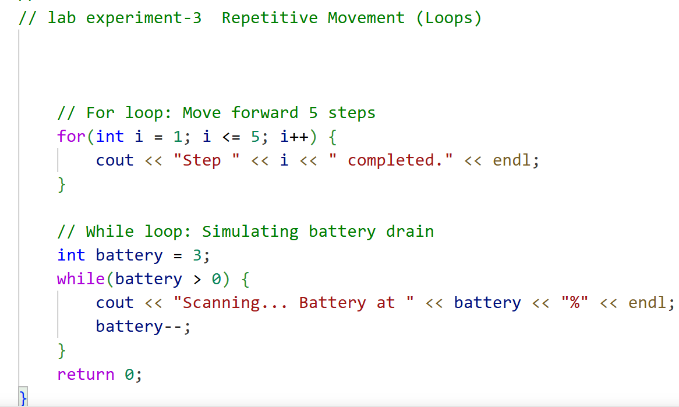 // lab experiment-3  Repetitive Movement (Loops)
// For loop: Move forward 5 steps
for(int i = 1; i <= 5; i++) {
cout << "Step " << i << " completed." << endl;
}
// While loop: Simulating battery drain
int battery = 3;
while(battery > 0) {
cout << "Scanning... Battery at " << battery << "%" << endl;
battery--;
}
return 0;
}